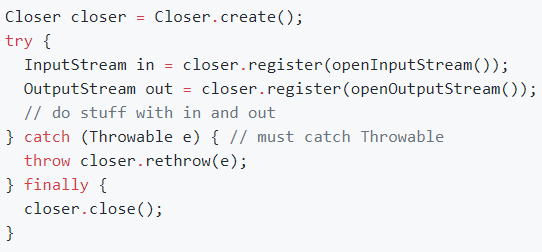 Closer closer = Closer.create();
try {
  InputStream in = closer.register(openInputStream());
  OutputStream out = closer.register(openOutputStream());
  // do stuff with in and out
} catch (Throwable e) { // must catch Throwable
  throw closer.rethrow(e);
} finally {
  closer.close();
}